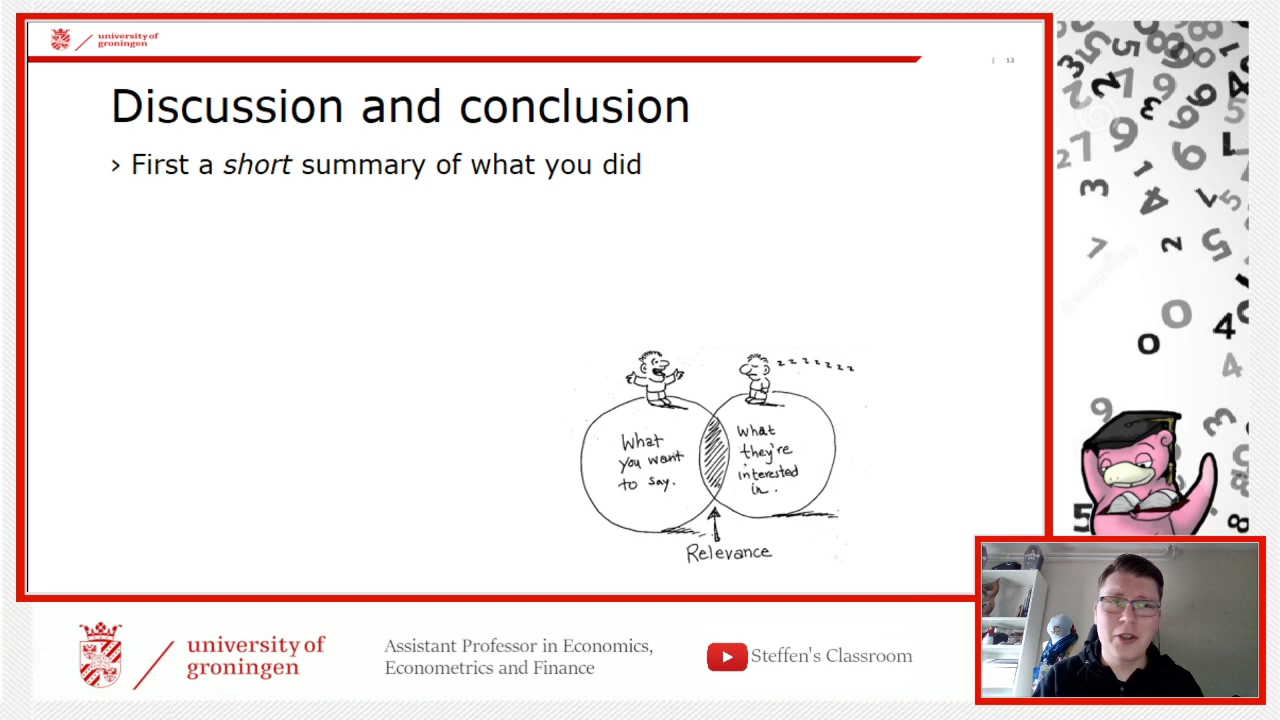 university of
groningen
| 13
Discussion and conclusion
› First a short summary of what you did
z z z z z z z
What
you want
to say.
What
they're
interested
in.
Relevance
university of
groningen
Assistant Professor in Economics,
Econometrics and Finance
Steffen's Classroom